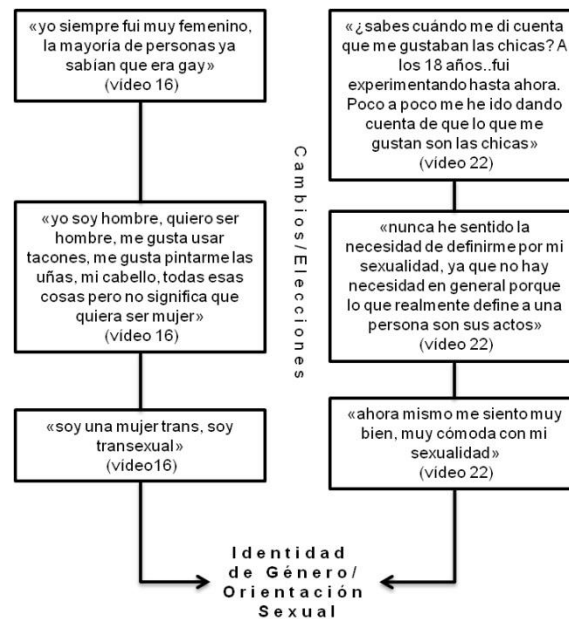 «yo siempre fui muy femenino,
la mayoría de personas ya
sabían que era gay»
(vídeo 16)
«yo soy hombre, quiero ser
hombre, me gusta usar
tacones, me gusta pintarme las
uñas, mi cabello, todas esas
cosas pero no significa que
quiera ser mujer»
(vídeo 16)
«soy una mujer trans, soy
transexual»
(vídeo16)
Cambios/Elecciones
«¿sabes cuándo me di cuenta
que me gustaban las chicas? A
los 18 años..fui
experimentando hasta ahora.
Poco a poco me he ido dando
cuenta de que lo que me
gustan son las chicas»
(vídeo 22)
«nunca he sentido la
necesidad de definirme por mi
sexualidad, ya que no hay
necesidad en general porque
lo que realmente define a una
persona son sus actos»
(vídeo 22)
«ahora mismo me siento muy
bien, muy cómoda con mi
sexualidad»
(vídeo 22)
Identidad
de Género/
Orientación
Sexual